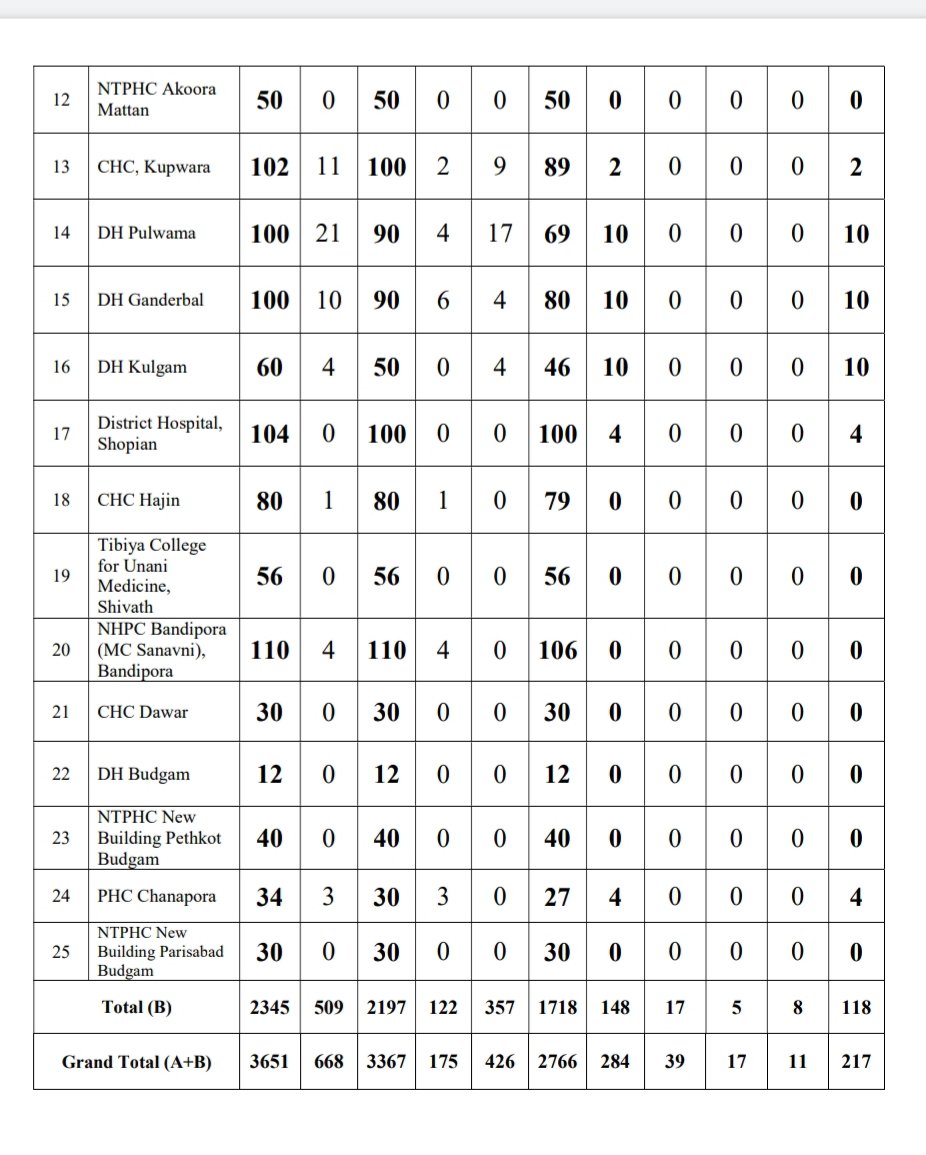 12 NTPHC Akoora Mattan 50 0 50 0 0 50 0 0 0 0 0
13 CHC, Kupwara 102 11 100 2 9 89 2 0 0 0 2
14 DH Pulwama 100 21 90 4 17 69 10 0 0 0 10
15 DH Ganderbal 100 10 90 6 4 80 10 0 0 0 10
16 DH Kulgam 60 4 50 0 4 46 10 0 0 0 10
17 District Hospital, Shopian 104 0 100 0 0 100 4 0 0 0 4
18 CHC Hajin 80 1 80 1 0 79 0 0 0 0 0
19 Tibiya College for Unani Medicine, Shivath 56 0 56 0 0 56 0 0 0 0 0
20 NHPC Bandipora (MC Sanavni), Bandipora 110 4 110 4 0 106 0 0 0 0 0
21 CHC Dawar 30 0 30 0 0 30 0 0 0 0 0
22 DH Budgam 12 0 12 0 0 12 0 0 0 0 0
23 NTPHC New Building Pethkot Budgam 40 0 40 0 0 40 0 0 0 0 0
24 PHC Chanapora 34 3 30 3 0 27 4 0 0 0 4
25 NTPHC New Building Parisabad Budgam 30 0 30 0 0 30 0 0 0 0 0
Total (B) 2345 509 2197 122 357 1718 148 17 5 8 118
Grand Total (A+B) 3651 668 3367 175 426 2766 284 39 17 11 217